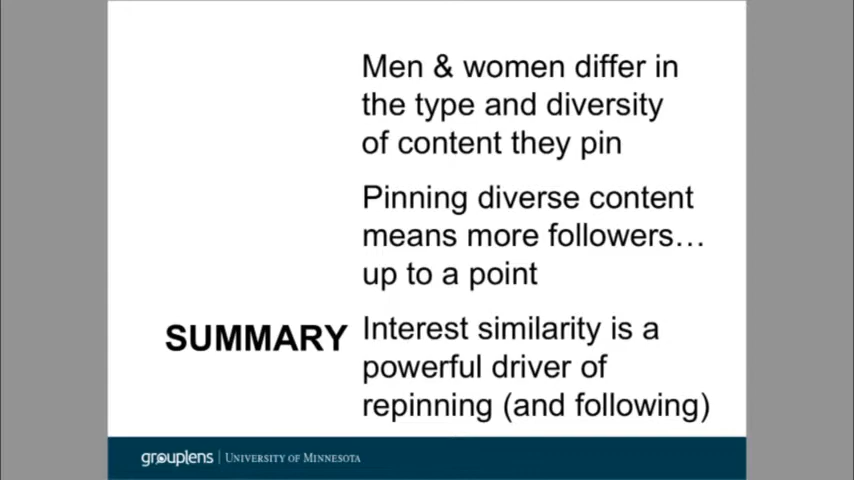 Men & women differ in
the type and diversity
of content they pin
Pinning diverse content
means more followers…
up to a point
SUMMARY
Interest similarity is a
powerful driver of
repinning (and following)
grouplens | UNIVERSITY OF MINNESOTA